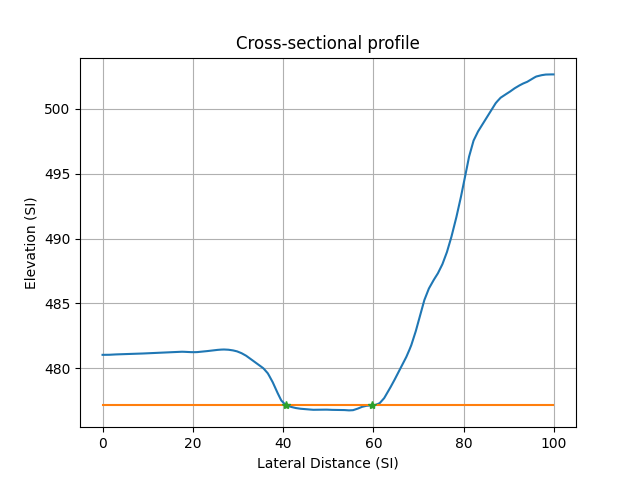 Cross-sectional profile
500
495
490
485
480
Elevation (SI)
0 20 40 60 80 100
Lateral Distance (SI)